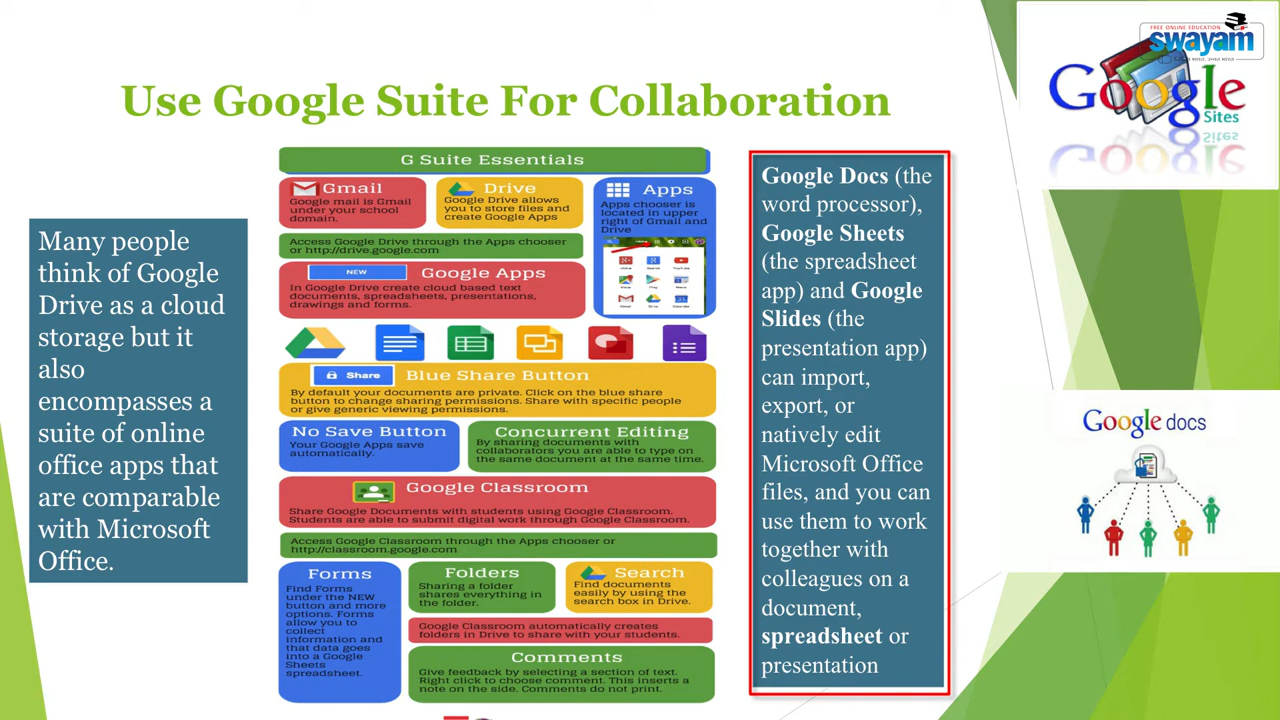 FREE ONLINE EDUCATION
swayam
Google
Sites
Use Google Suite For Collaboration
Many people
think of Google
Drive as a cloud
storage but it
also
encompasses a
suite of online
office apps that
are comparable
with Microsoft
Office.
G Suite Essentials
Gmail
Google mail is Gmail
under your school
domain.
Drive
Google Drive allows
you to store files and
create Google Apps
Apps
Apps chooser is
located in upper
right of Gmail and
Drive
Access Google Drive through the Apps chooser
or http://drive.google.com
NEW
Google Apps
In Google Drive create cloud based text
documents, spreadsheets, presentations,
drawings and forms.
Share
Blue Share Button
By default your documents are private. Click on the blue share
button to change sharing permissions. Share with specific people
or give generic viewing permissions.
No Save Button
Your Google Apps save
automatically.
Concurrent Editing
By sharing documents with
collaborators you are able to type on
the same document at the same time.
Google Classroom
Share Google Documents with students using Google Classroom.
Students are able to submit digital work through Google Classroom.
Access Google Classroom through the Apps chooser or
http://classroom.google.com
Forms
Find Forms
under the NEW
button and more
options. Forms
allow you to
collect
information and
that data goes
into a Google
Sheets
spreadsheet.
Folders
Sharing a folder
shares everything in
the folder.
Search
Find documents
easily by using the
search box in Drive.
Google Classroom automatically creates
folders in Drive to share with your students.
Comments
Give feedback by selecting a section of text.
Right click to choose comment. This inserts a
note on the side. Comments do not print.
Google Docs (the
word processor),
Google Sheets
(the spreadsheet
app) and Google
Slides (the
presentation app)
can import,
export, or
natively edit
Microsoft Office
files, and you can
use them to work
together with
colleagues on a
document,
spreadsheet or
presentation
Google docs